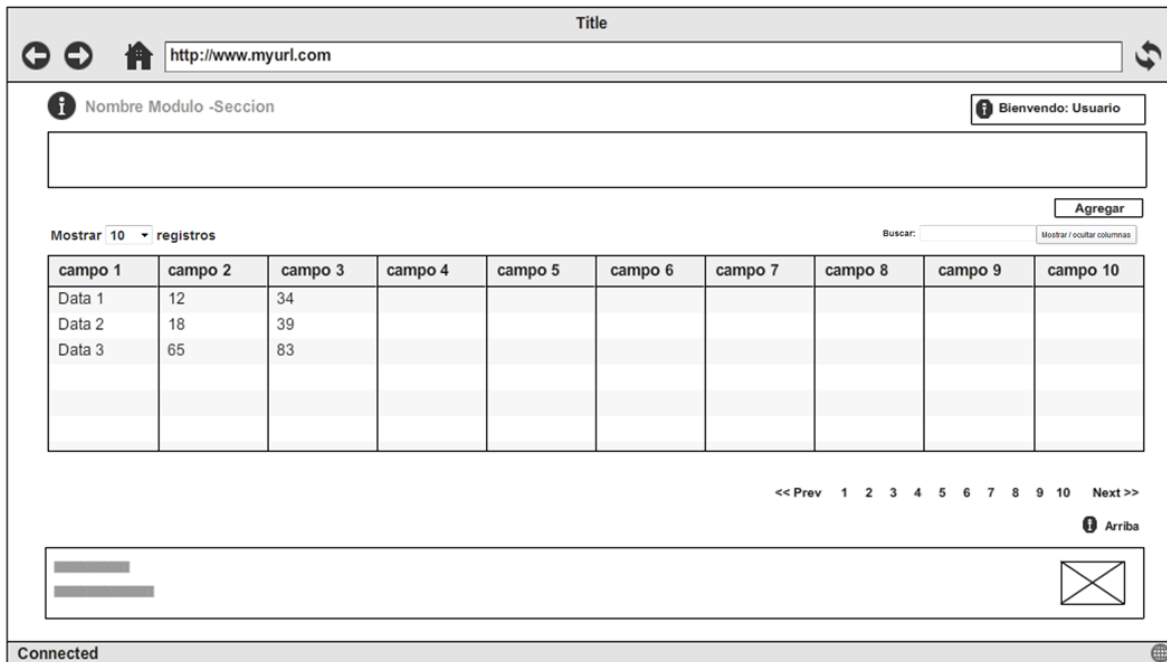 Title
http://www.myurl.com
Nombre Modulo -Seccion
Bienvendo: Usuario
Agregar
Mostrar 10 registros
Buscar:
Mostrar / ocultar columnas
campo 1 campo 2 campo 3 campo 4 campo 5 campo 6 campo 7 campo 8 campo 9 campo 10
Data 1 12 34
Data 2 18 39
Data 3 65 83
<< Prev 1 2 3 4 5 6 7 8 9 10 Next >>
Arriba
Connected